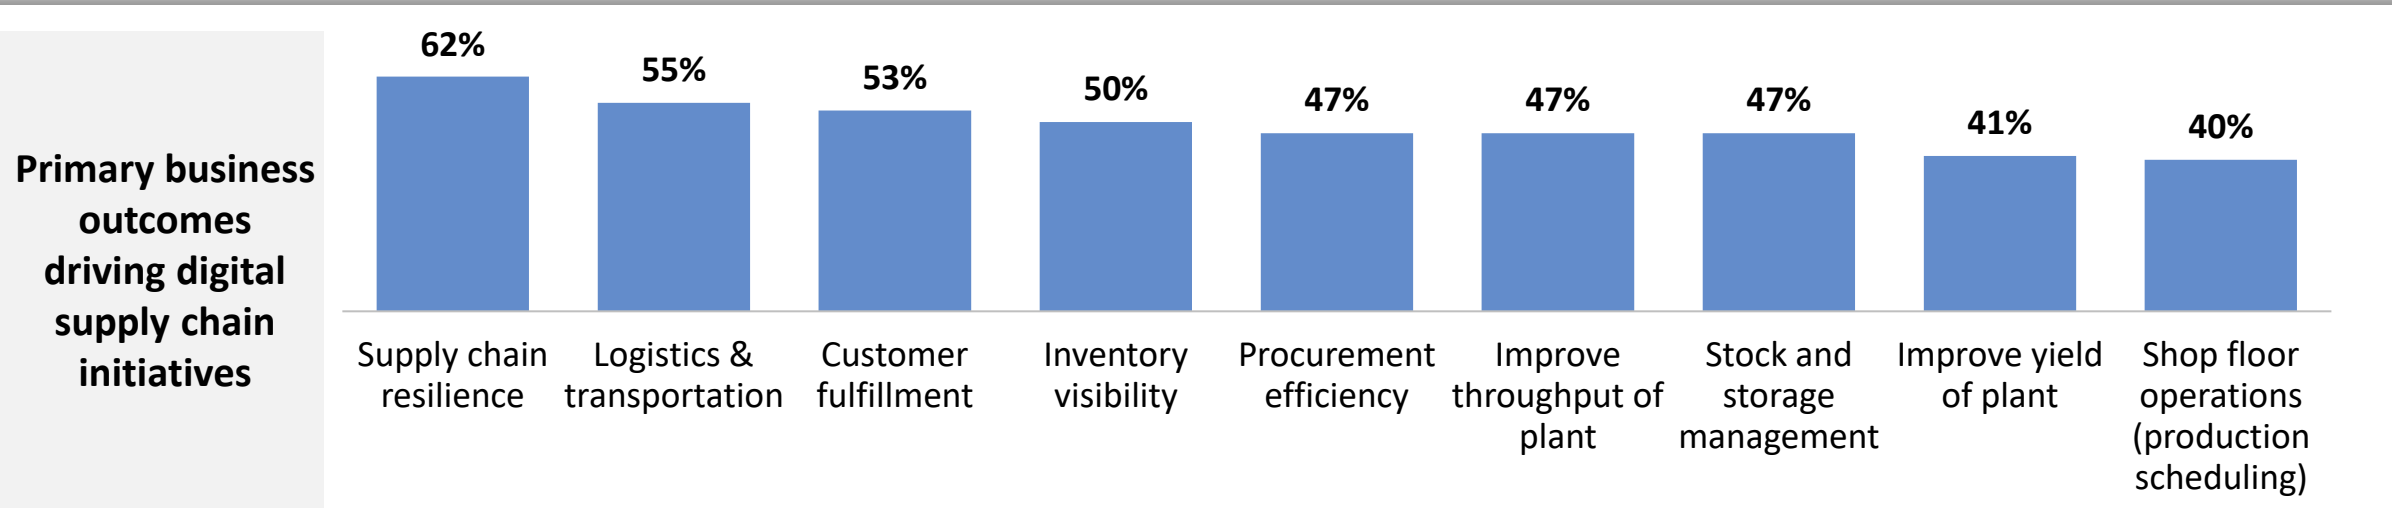 Primary business
outcomes
driving digital
supply chain
initiatives
62%
55%
53%
50%
47%
47%
47%
41%
40%
Supply chain
resilience
Logistics &
transportation
Customer
fulfillment
Inventory
visibility
Procurement
efficiency
Improve
throughput of
plant
Stock and
storage
management
Improve yield
of plant
Shop floor
operations
(production
scheduling)